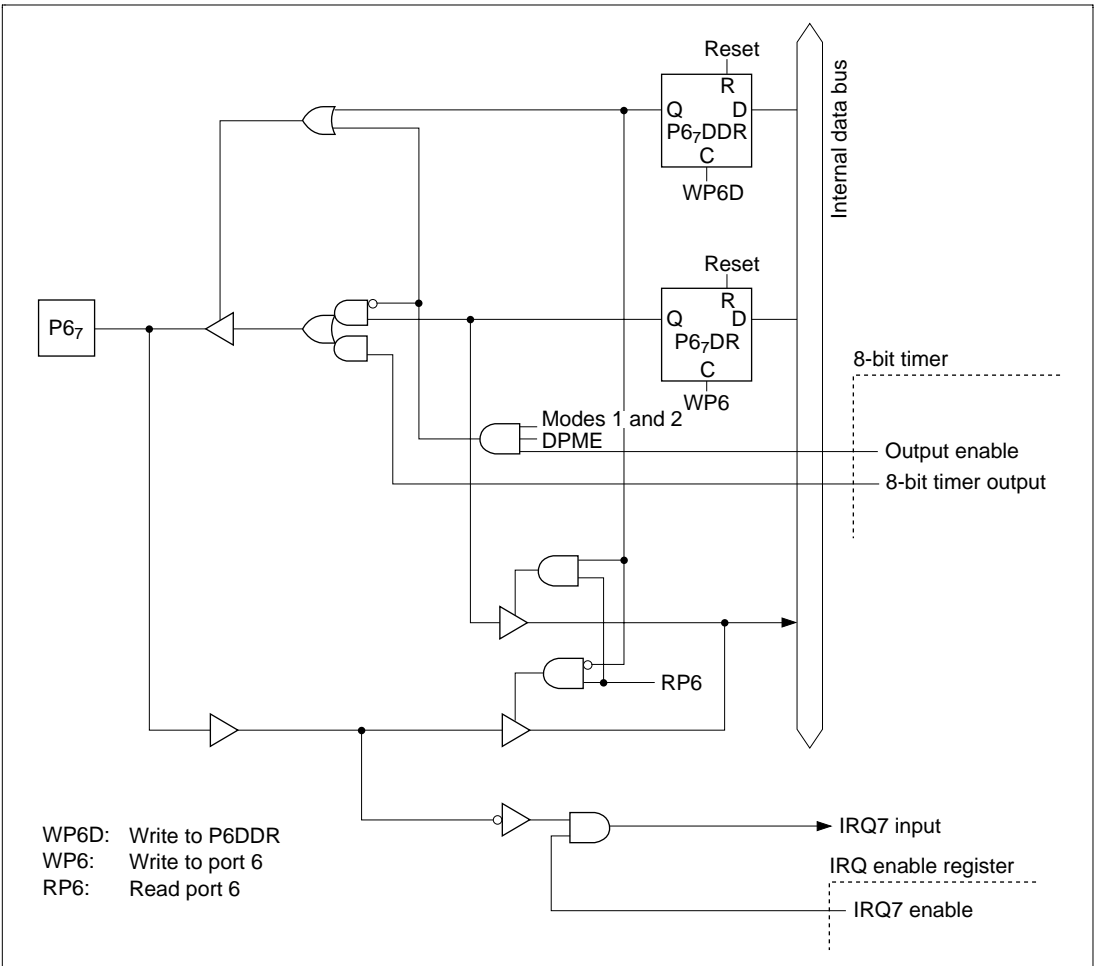 Reset
R
Q D
P6₇DDR
C
WP6D
Internal data bus
Reset
R
Q D
P6₇DR
C
WP6
P6₇
8-bit timer
Modes 1 and 2
DPME
Output enable
8-bit timer output
RP6
WP6D: Write to P6DDR
WP6: Write to port 6
RP6: Read port 6
IRQ7 input
IRQ enable register
IRQ7 enable